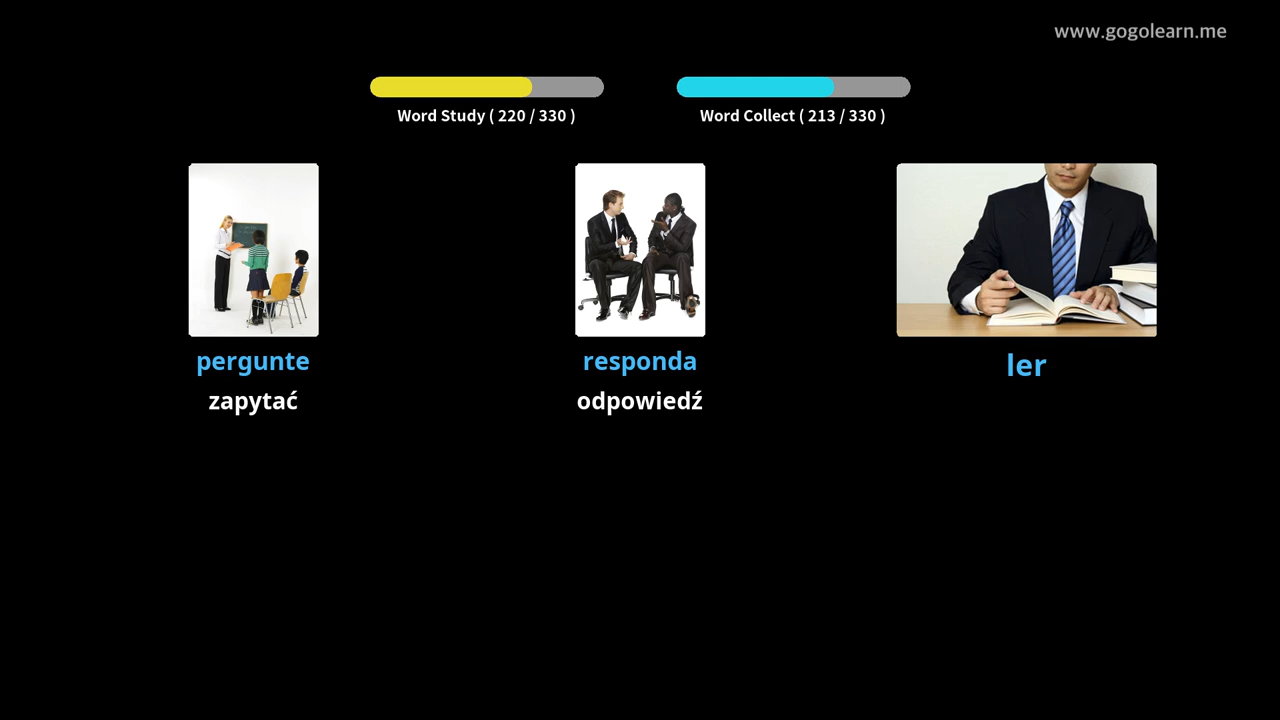 www.gogolearn.me
Word Study ( 220 / 330 )
Word Collect ( 213 / 330 )
pergunte
zapytać
responda
odpowiedź
ler